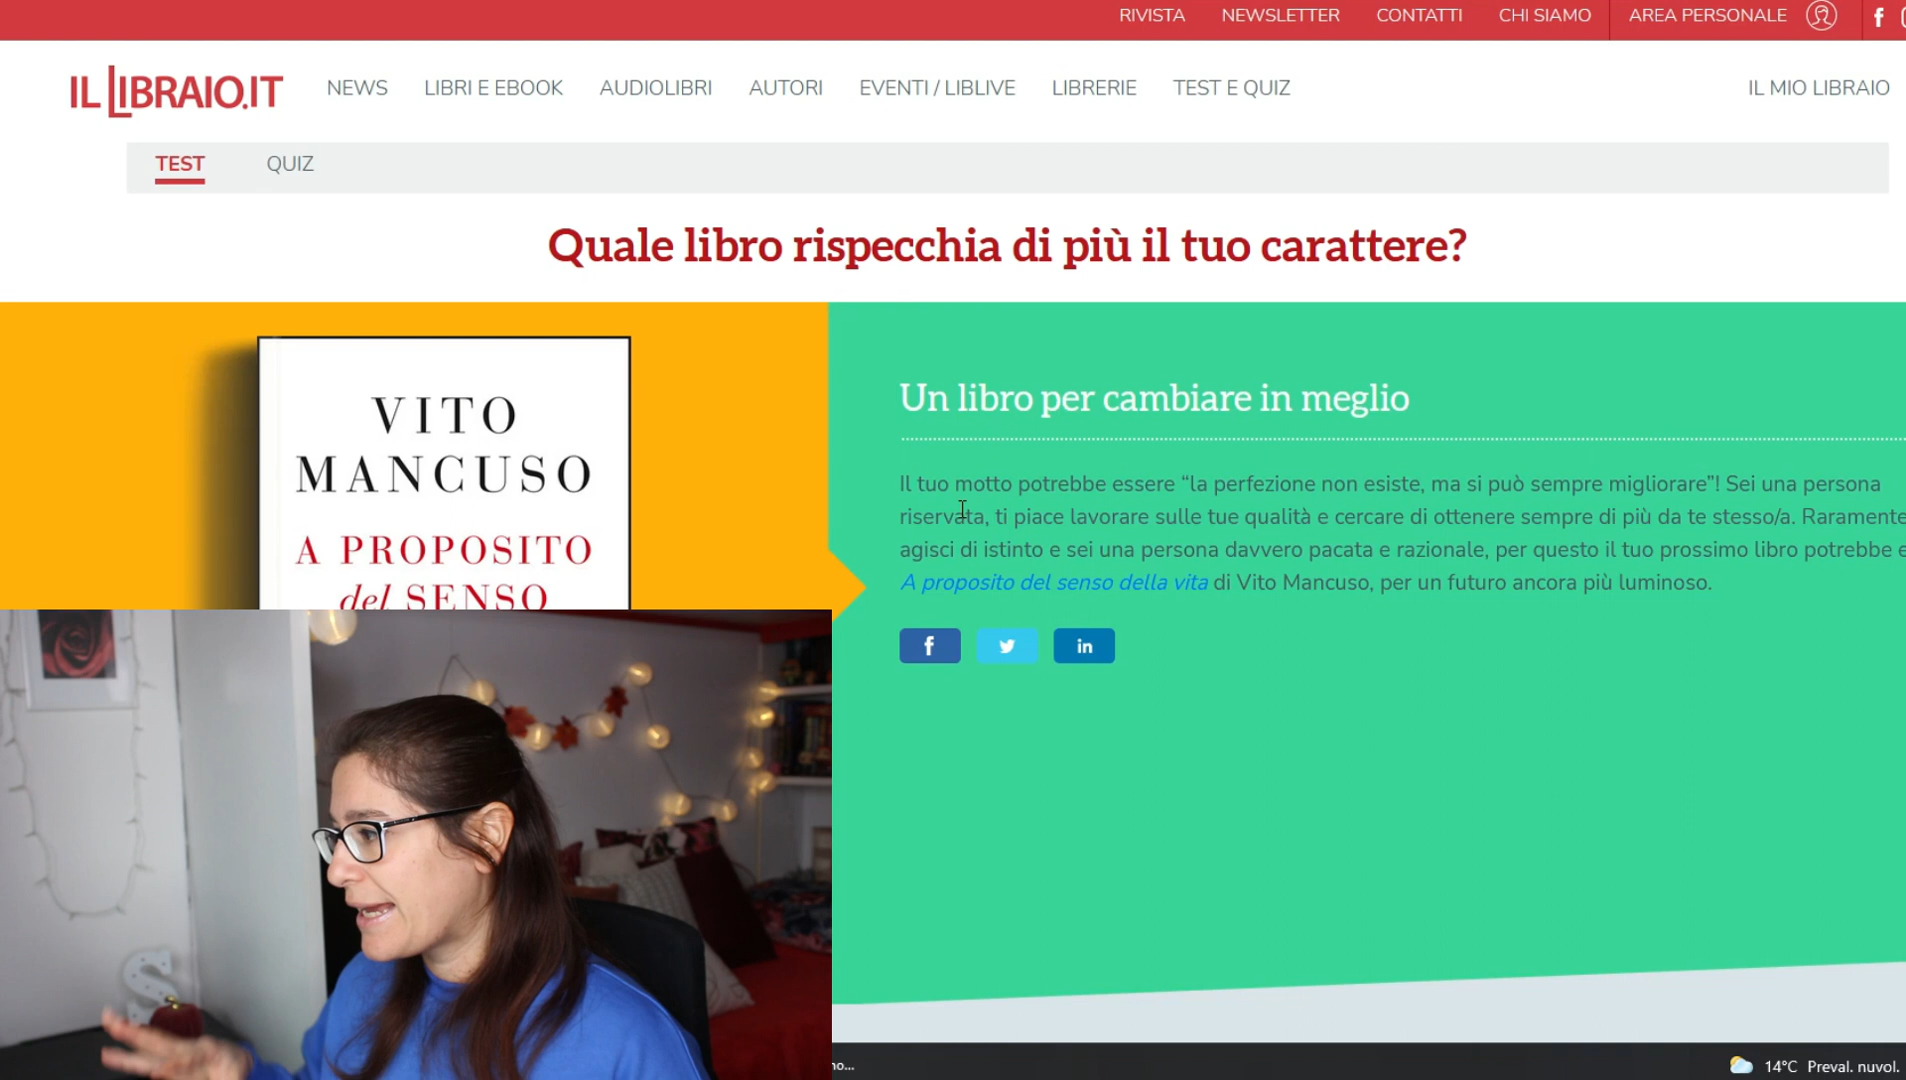 RIVISTA NEWSLETTER CONTATTI CHI SIAMO AREA PERSONALE
IL LIBRAIO.IT NEWS LIBRI E EBOOK AUDIOLIBRI AUTORI EVENTI / LIBLIVE LIBRERIE TEST E QUIZ IL MIO LIBRAIO
TEST QUIZ
Quale libro rispecchia di più il tuo carattere?
VITO
MANCUSO
A PROPOSITO
del SENSO
Un libro per cambiare in meglio
Il tuo motto potrebbe essere “la perfezione non esiste, ma si può sempre migliorare”! Sei una persona
riservata, ti piace lavorare sulle tue qualità e cercare di ottenere sempre di più da te stesso/a. Raramente
agisci di istinto e sei una persona davvero pacata e razionale, per questo il tuo prossimo libro potrebbe
A proposito del senso della vita di Vito Mancuso, per un futuro ancora più luminoso.
f in
S
14°C Preval. nuvol.